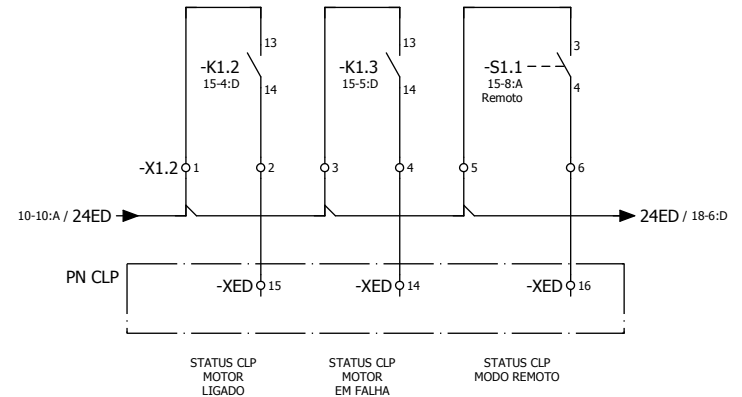 13 13 3
-K1.2 -K1.3 -S1.1
15-4:D 15-5:D 15-8:A
14 14 4
Remoto
-X1.2 1 2 3 4 5 6
10-10:A / 24ED 24ED / 18-6:D
PN CLP
-XED 15 -XED 14 -XED 16
STATUS CLP STATUS CLP STATUS CLP
MOTOR MOTOR MODO REMOTO
LIGADO EM FALHA